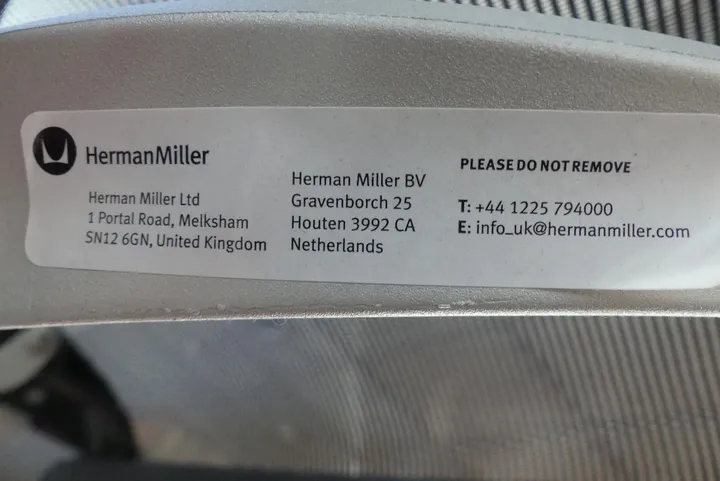 HermanMiller
Herman Miller Ltd
1 Portal Road, Melksham
SN12 6GN, United Kingdom
Herman Miller BV
Gravenborch 25
Houten 3992 CA
Netherlands
PLEASE DO NOT REMOVE
T: +44 1225 794000
E: info_uk@hermanmiller.com